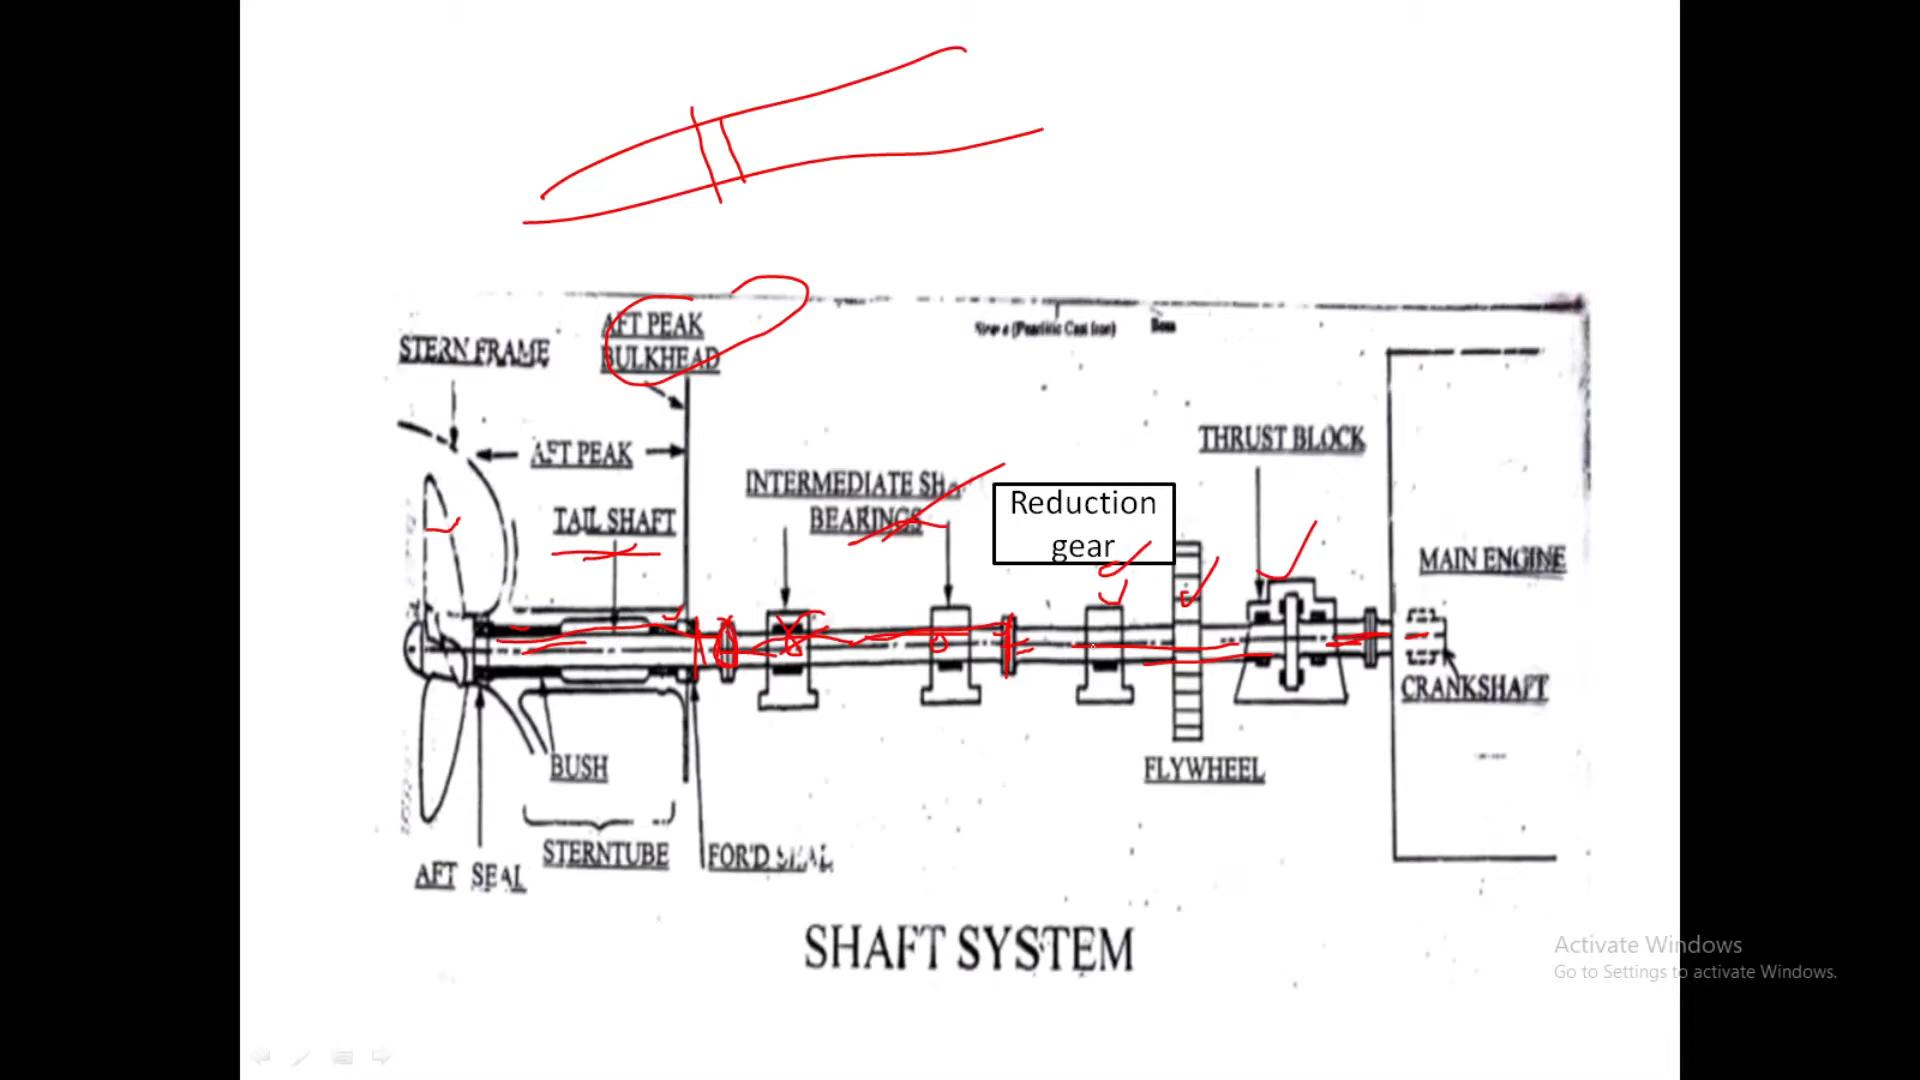 AFT PEAK
BULKHEAD
STERN FRAME
THRUST BLOCK
AFT PEAK
INTERMEDIATE SHA
BEARINGS
Reduction
gear
TAIL SHAFT
MAIN ENGINE
CRANKSHAFT
BUSH
FLYWHEEL
STERNTUBE
FOR'D SEAL
AFT SEAL
SHAFT SYSTEM
Activate Windows
Go to Settings to activate Windows.